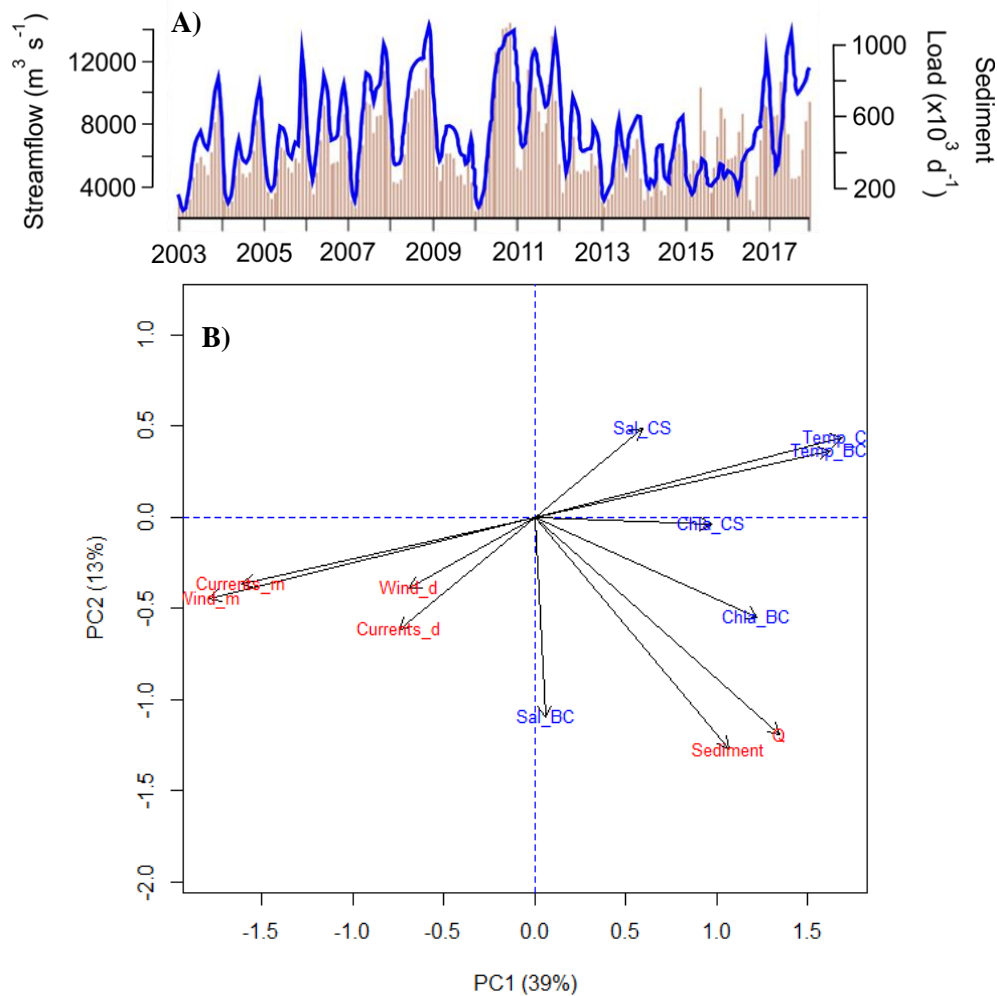 A)
Streamflow (m³ s⁻¹)
12000
8000
4000
1000
600
200
Sediment
Load (x10³ d⁻¹)
2003 2005 2007 2009 2011 2013 2015 2017
B)
PC2 (13%)
1.0
0.5
0.0
-0.5
-1.0
-1.5
-2.0
Sal_CS
Temp_C
Temp_BC
Chla_CS
Currents_m
Wind_m
Wind_d
Currents_d
Chla_BC
Sal_BC
Q
Sediment
-1.5 -1.0 -0.5 0.0 0.5 1.0 1.5
PC1 (39%)